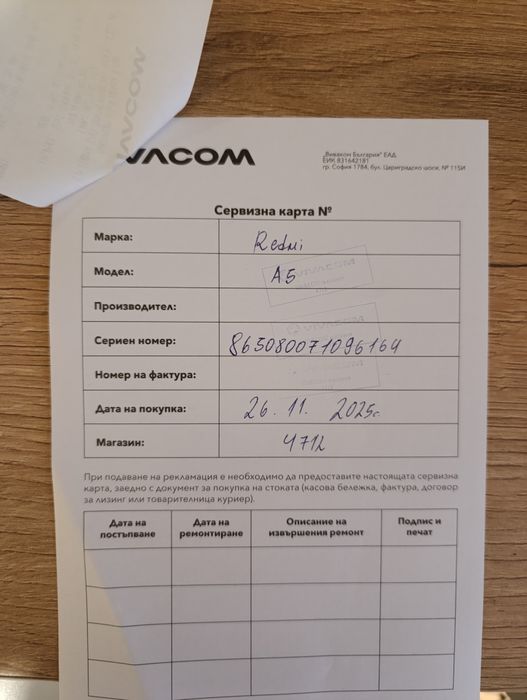 VIVACOM
"Виваком България" ЕАД
ЕИК 831642181
гр. София 1784, бул. Цариградско шосе, № 115И
Сервизна карта №
Марка: Redmi
Модел: A5
Производител:
Сериен номер: 865080071096164
Номер на фактура:
Дата на покупка: 26. 11. 2025г.
Магазин: 4712
При подаване на рекламация е необходимо да предоставите настоящата сервизна
карта, заедно с документ за покупка на стоката (касова бележка, фактура, договор
за лизинг или товарителница куриер).
Дата на постъпване
Дата на ремонтиране
Описание на извършения ремонт
Подпис и печат